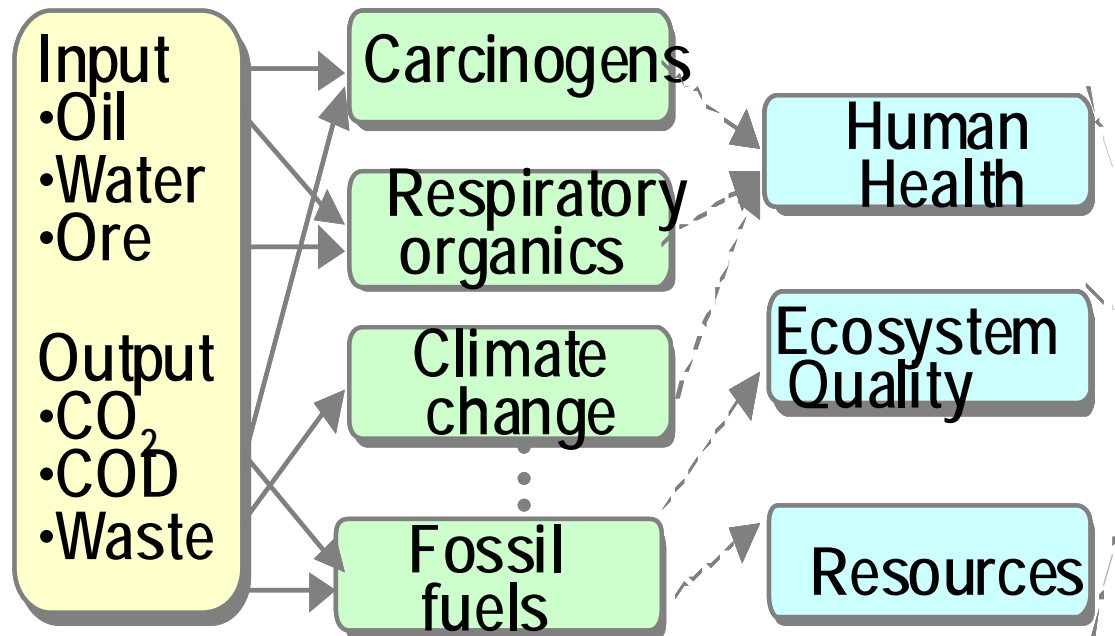 Input
•Oil
•Water
•Ore
Output
•CO₂
•COD
•Waste
Carcinogens
Respiratory
organics
Climate
change
Fossil
fuels
Human
Health
Ecosystem
Quality
Resources